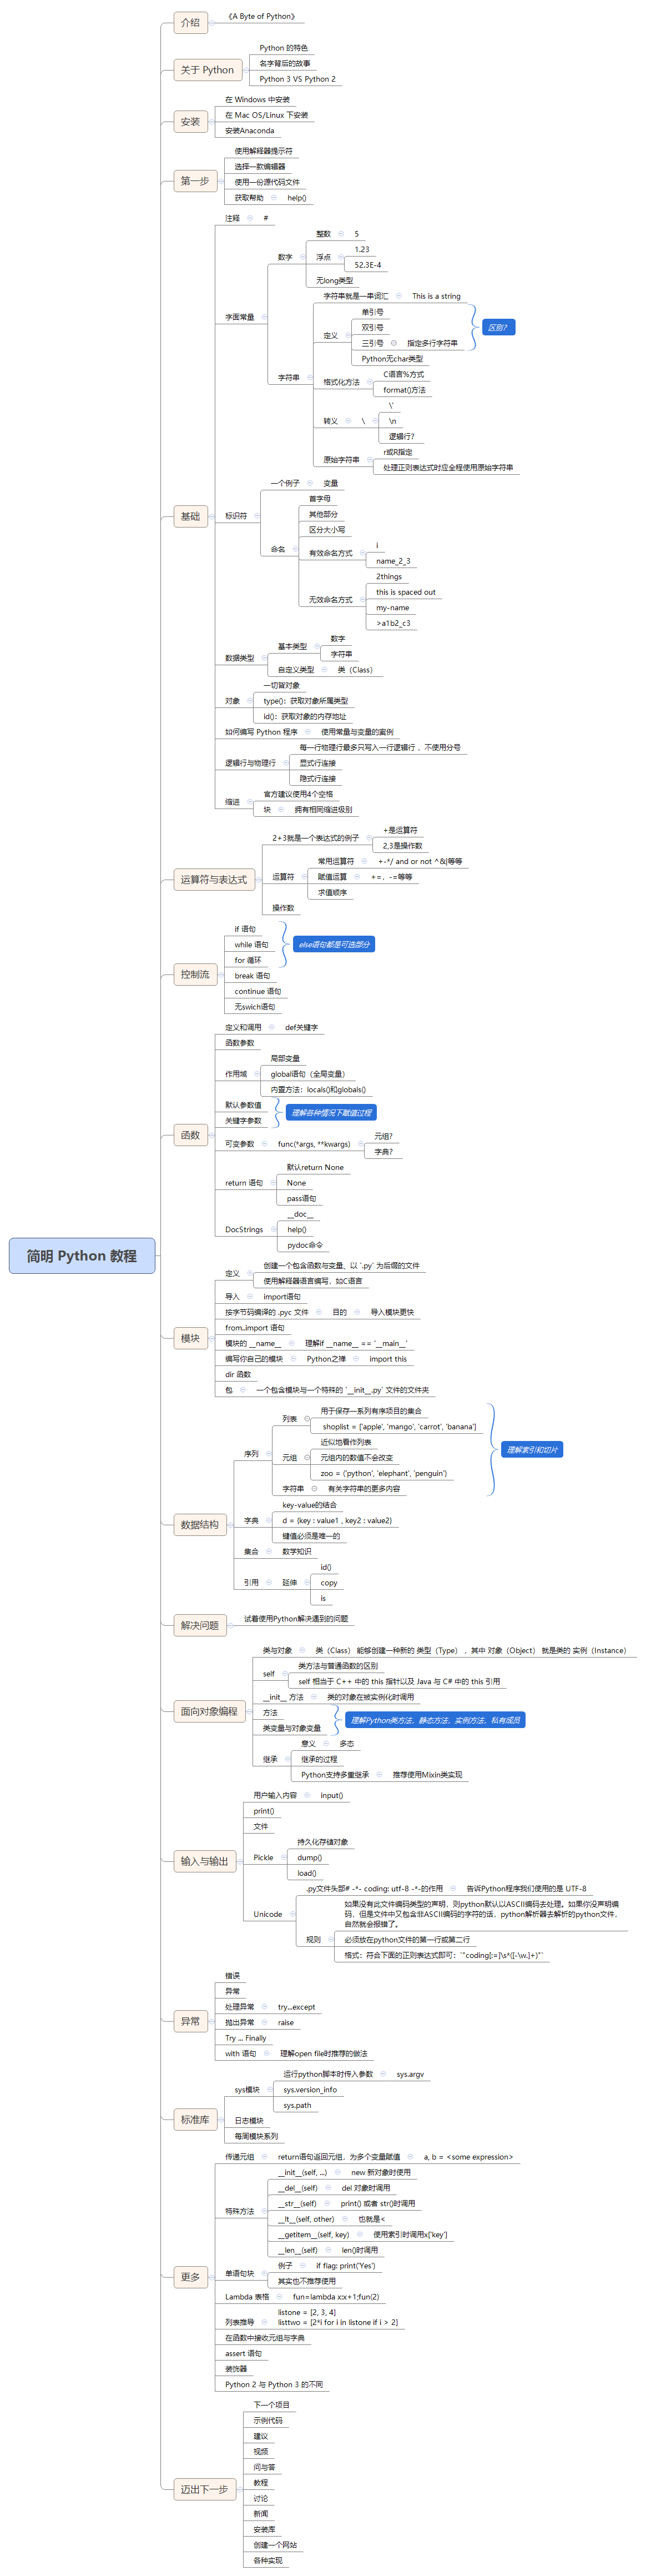 介绍
《A Byte of Python》
关于 Python
Python 的特色
名字背后的故事
Python 3 VS Python 2
安装
在 Windows 中安装
在 Mac OS/Linux 下安装
安装Anaconda
第一步
使用解释器提示符
选择一款编辑器
使用一份源代码文件
获取帮助
help()
基础
注释
#
字面常量
数字
整数
5
浮点
1.23
52.3E-4
无long类型
字符串
字符串就是一串词汇
This is a string
定义
单引号
双引号
三引号
指定多行字符串
区别？
Python无char类型
格式化方法
C语言%方式
format()方法
转义
\
\'
\n
逻辑行？
原始字符串
r或R指定
处理正则表达式时应全程使用原始字符串
标识符
一个例子
变量
命名
首字母
其他部分
区分大小写
有效命名方式
i
name_2_3
无效命名方式
2things
this is spaced out
my-name
>a1b2_c3
数据类型
基本类型
数字
字符串
自定义类型
类（Class）
对象
一切皆对象
type()：获取对象所属类型
id()：获取对象的内存地址
如何编写 Python 程序
使用常量与变量的案例
逻辑行与物理行
每一行物理行最多只写入一行逻辑行，不使用分号
显式行连接
隐式行连接
缩进
官方建议使用4个空格
块
拥有相同缩进级别
运算符与表达式
2+3就是一个表达式的例子
+是运算符
2,3是操作数
运算符
常用运算符
+-*/ and or not ^&|等等
赋值运算
+=，-=等等
求值顺序
操作数
控制流
if 语句
while 语句
for 循环
else语句都是可选部分
break 语句
continue 语句
无swich语句
函数
定义和调用
def关键字
函数参数
作用域
局部变量
global语句（全局变量）
内置方法：locals()和globals()
默认参数值
关键字参数
理解各种情况下赋值过程
可变参数
func(*args, **kwargs)
元组?
字典?
return 语句
默认return None
None
pass语句
DocStrings
__doc__
help()
pydoc命令
简明 Python 教程
模块
定义
创建一个包含函数与变量、以 `.py` 为后缀的文件
使用解释器语言编写，如C语言
导入
import语句
按字节码编译的 .pyc 文件
目的
导入模块更快
from..import 语句
模块的 __name__
理解if __name__ == '__main__'
编写你自己的模块
Python之禅
import this
dir 函数
包
一个包含模块与一个特殊的 `__init__.py` 文件的文件夹
数据结构
序列
列表
用于保存一系列有序项目的集合
shoplist = ['apple', 'mango', 'carrot', 'banana']
元组
近似地看作列表
元组内的数值不会改变
zoo = ('python', 'elephant', 'penguin')
字符串
有关字符串的更多内容
理解索引和切片
字典
key-value的结合
d = {key : value1 , key2 : value2}
键值必须是唯一的
集合
数学知识
引用
延伸
id()
copy
is
解决问题
试着使用Python解决遇到的问题
面向对象编程
类与对象
类（Class） 能够创建一种新的 类型（Type） ，其中 对象（Object） 就是类的 实例（Instance）
self
类方法与普通函数的区别
self 相当于 C++ 中的 this 指针以及 Java 与 C# 中的 this 引用
__init__ 方法
类的对象在被实例化时调用
方法
类变量与对象变量
理解Python类方法，静态方法，实例方法，私有成员
继承
意义
多态
继承的过程
Python支持多重继承
推荐使用Mixin类实现
输入与输出
用户输入内容
input()
print()
文件
Pickle
持久化存储对象
dump()
load()
Unicode
.py文件头部# -*- coding: utf-8 -*-的作用
告诉Python程序我们使用的是 UTF-8
规则
如果没有此文件编码类型的声明，则python默认以ASCII编码去处理。如果你没声明编
码，但是文件中又包含非ASCII编码的字符的话，python解析器去解析的python文件，
自然就会报错了。
必须放在python文件的第一行或第二行
格式：符合下面的正则表达式即可：`"coding[:=]\s*([-\w.]+)"`
异常
错误
异常
处理异常
try...except
抛出异常
raise
Try ... Finally
with 语句
理解open file时推荐的做法
标准库
sys模块
运行python脚本时传入参数
sys.argv
sys.version_info
sys.path
日志模块
每周模块系列
更多
传递元组
return语句返回元组，为多个变量赋值
a, b = <some expression>
特殊方法
__init__(self, ...)
new 新对象时使用
__del__(self)
del 对象时调用
__str__(self)
print() 或者 str()时调用
__lt__(self, other)
也就是<
__getitem__(self, key)
使用索引时调用x['key']
__len__(self)
len()时调用
单语句块
例子
if flag: print('Yes')
其实也不推荐使用
Lambda 表格
fun=lambda x:x+1;fun(2)
列表推导
listone = [2, 3, 4]
listtwo = [2*i for i in listone if i > 2]
在函数中接收元组与字典
assert 语句
装饰器
Python 2 与 Python 3 的不同
迈出下一步
下一个项目
示例代码
建议
视频
问与答
教程
讨论
新闻
安装库
创建一个网站
各种实现